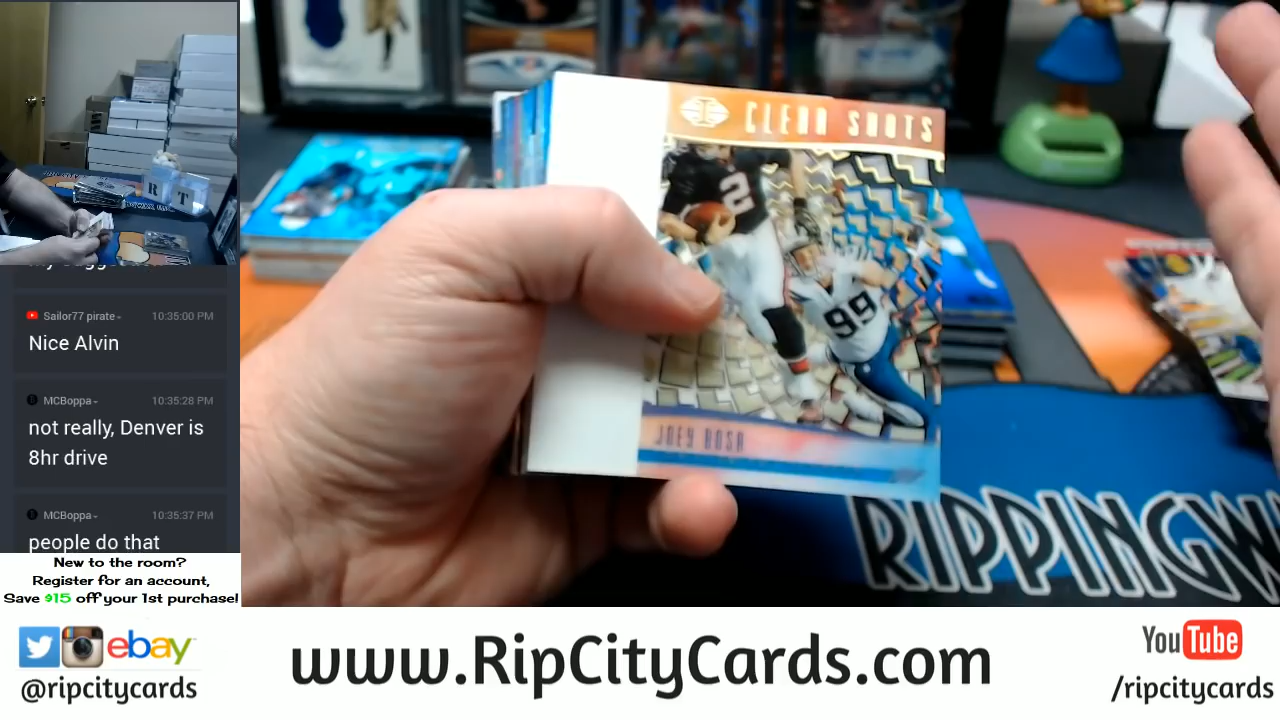 CLEAR SHOTS
2
99
JOEY BOSA
R T
RIPPINGW
Sailor77 pirate 10:35:00 PM
Nice Alvin
MCBoppa 10:35:28 PM
not really, Denver is
8hr drive
MCBoppa 10:35:37 PM
people do that
New to the room?
Register for an account,
Save $15 off your 1st purchase!
ebay
@ripcitycards
www.RipCityCards.com
YouTube
/ripcitycards